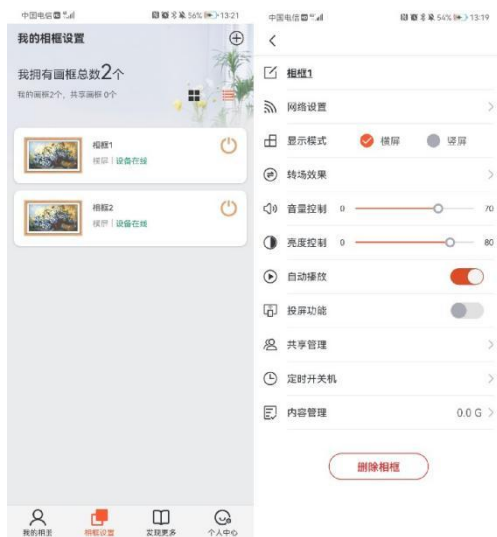 中国电信 56% 13:21
我的相框设置
我拥有画框总数2个
我的画框2个，共享画框 0个
相框1
横屏 | 设备在线
相框2
横屏 | 设备在线
我的相框
相框设置
发现更多
个人中心
中国电信 54% 13:19
相框1
网络设置
显示模式 横屏 竖屏
转场效果
音量控制 0 70
亮度控制 0 80
自动播放
投屏功能
共享管理
定时开关机
内容管理 0.0 G
删除相框